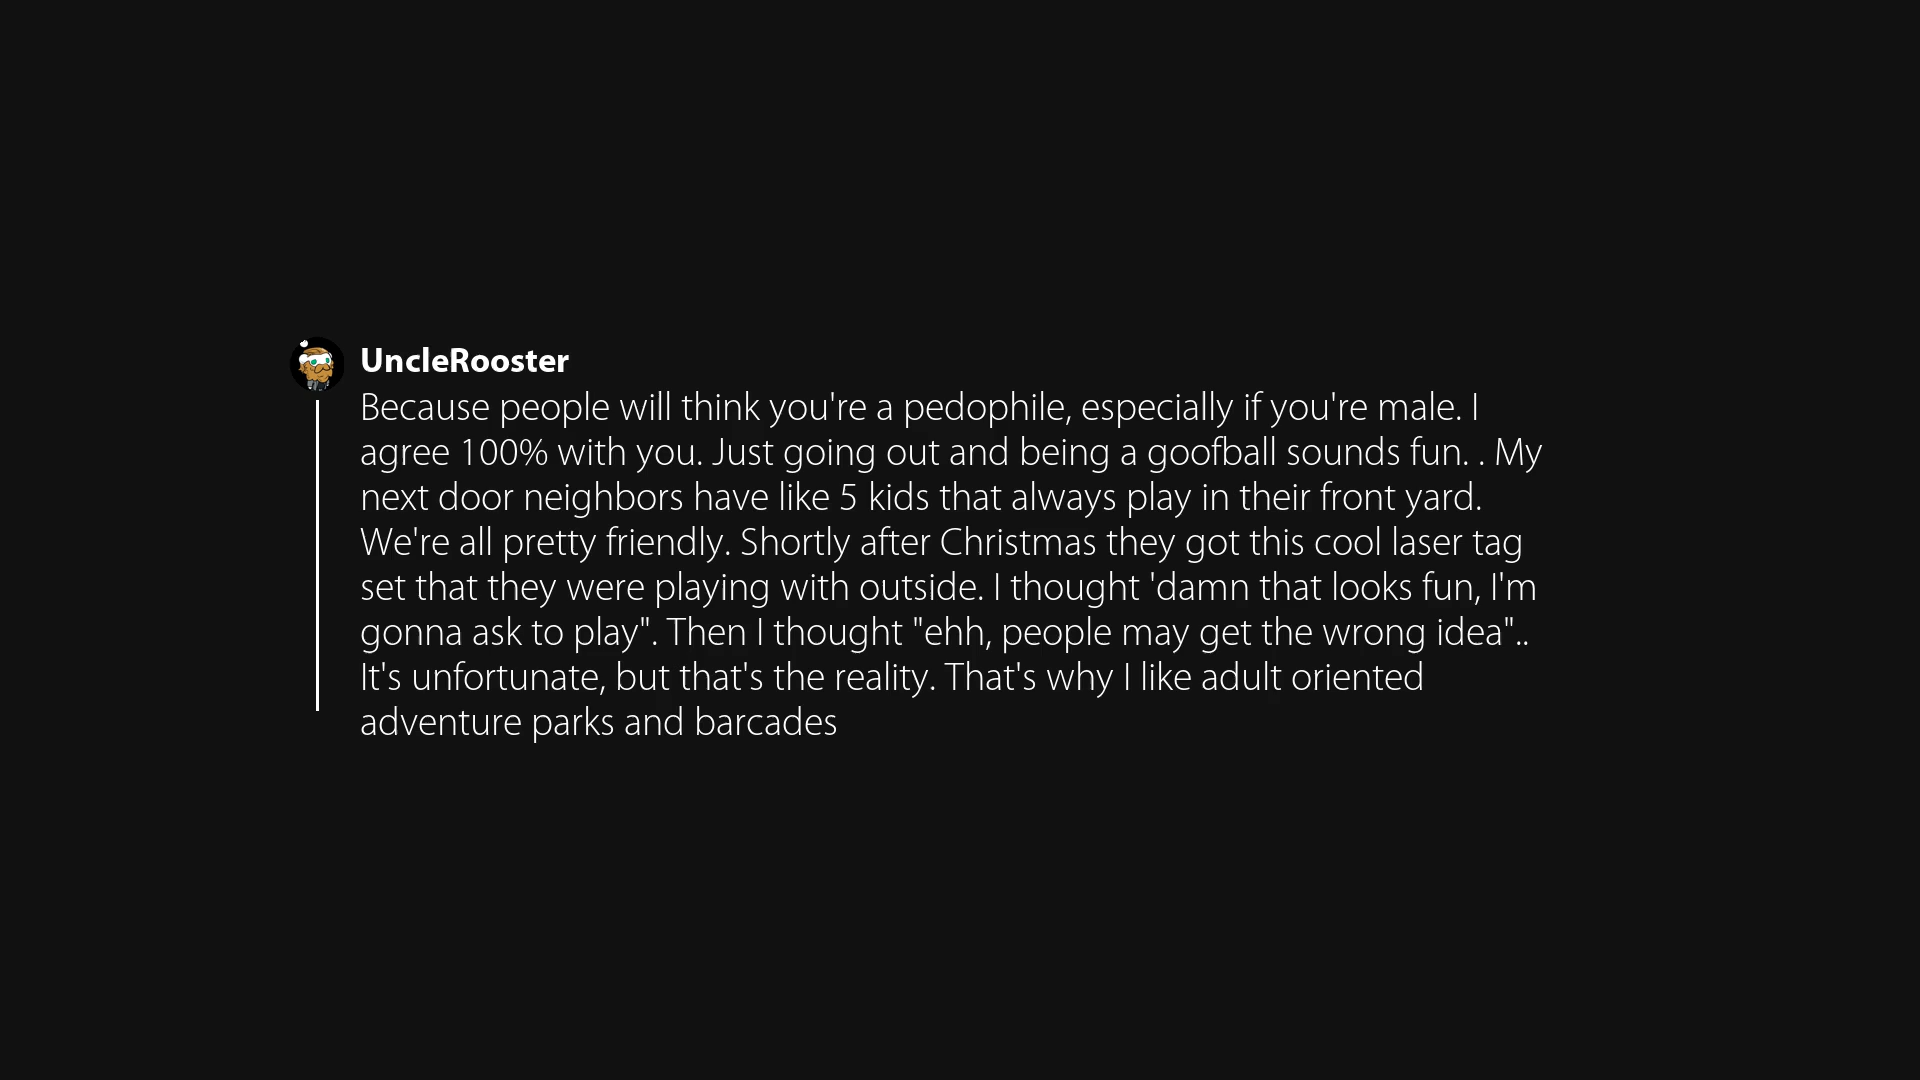 UncleRooster
Because people will think you're a pedophile, especially if you're male. I
agree 100% with you. Just going out and being a goofball sounds fun. . My
next door neighbors have like 5 kids that always play in their front yard.
We're all pretty friendly. Shortly after Christmas they got this cool laser tag
set that they were playing with outside. I thought 'damn that looks fun, I'm
gonna ask to play". Then I thought "ehh, people may get the wrong idea"..
It's unfortunate, but that's the reality. That's why I like adult oriented
adventure parks and barcades